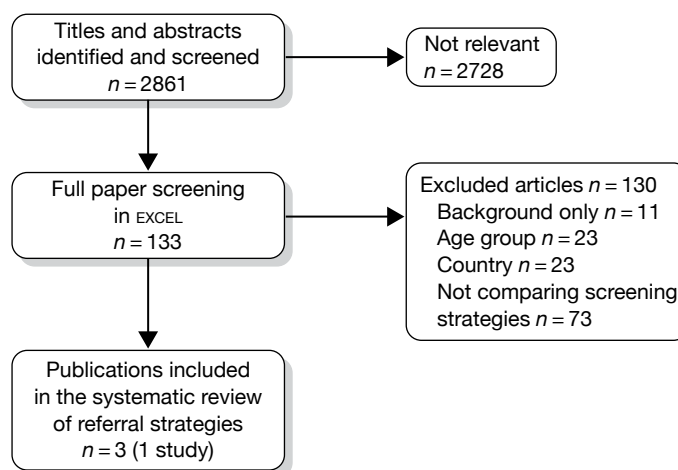 Titles and abstracts
identified and screened
n = 2861
Not relevant
n = 2728
Full paper screening
in EXCEL
n = 133
Excluded articles n = 130
Background only n = 11
Age group n = 23
Country n = 23
Not comparing screening
strategies n = 73
Publications included
in the systematic review
of referral strategies
n = 3 (1 study)